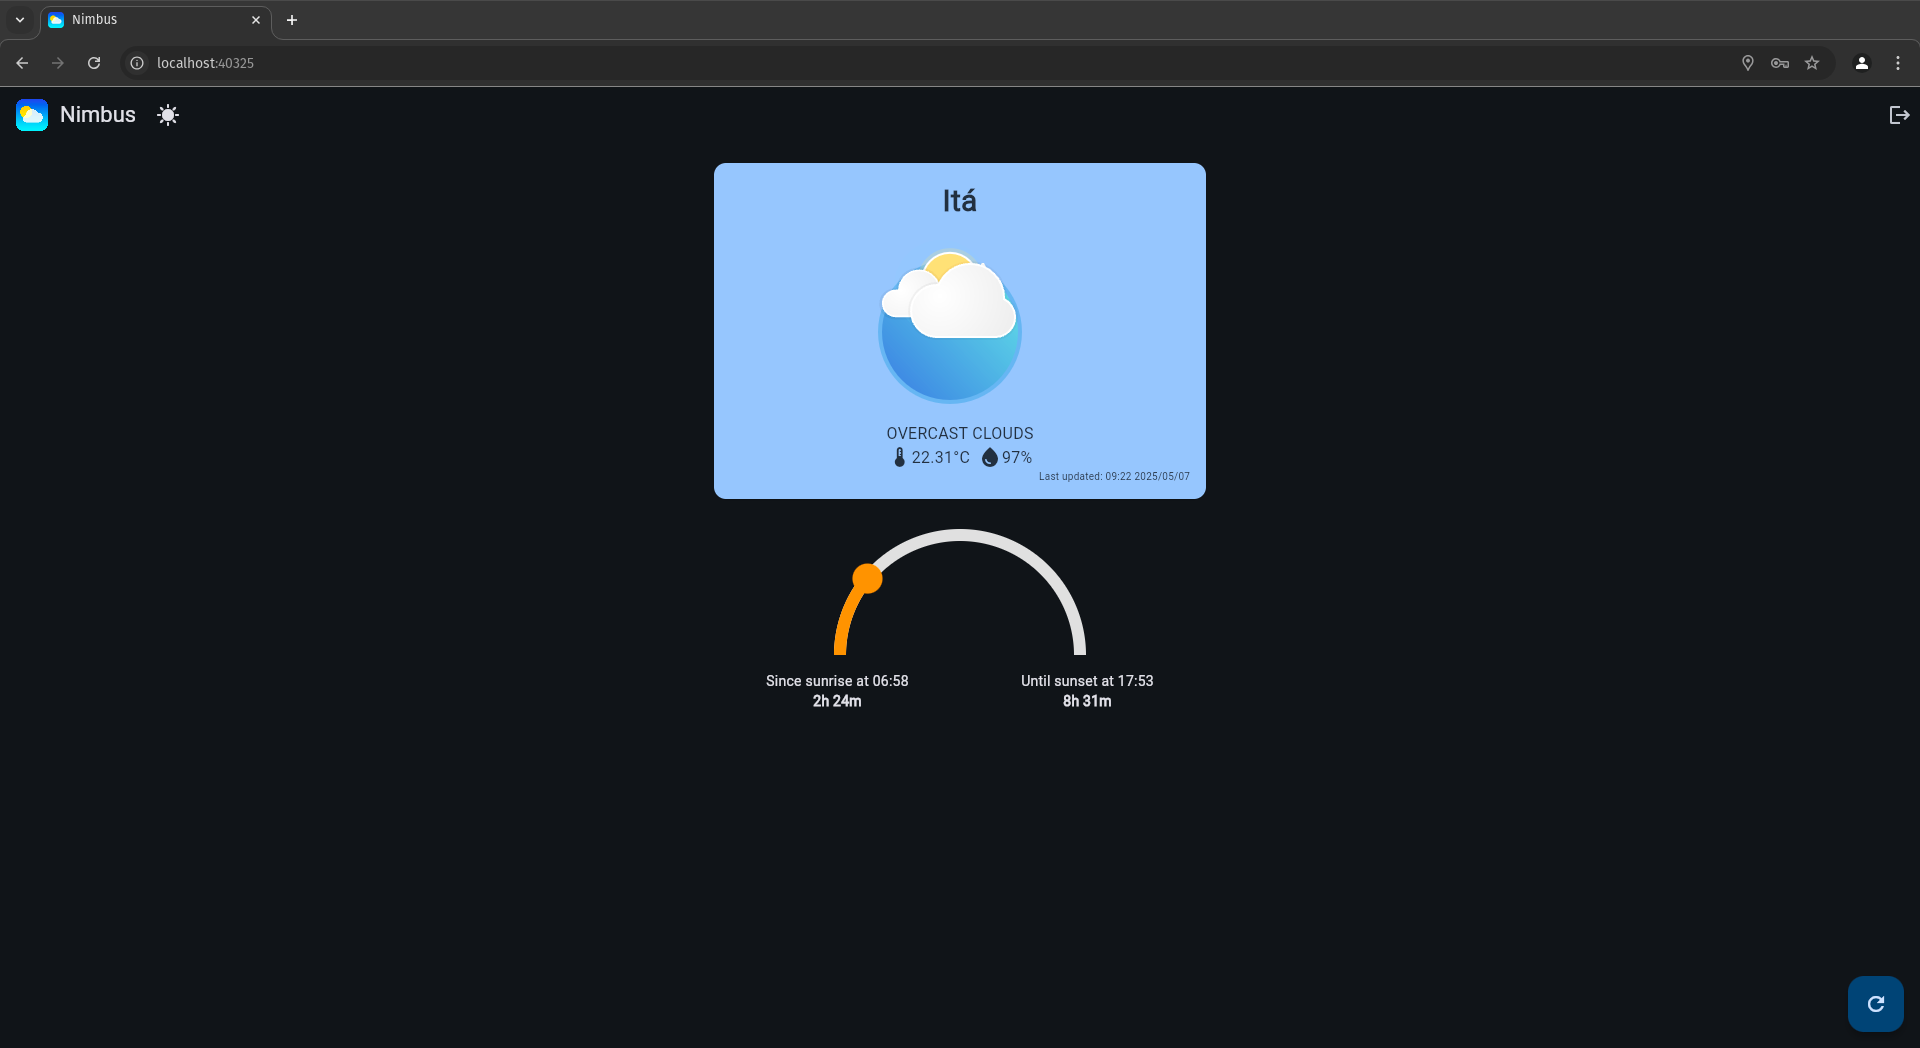 Nimbus
localhost:40325
Nimbus
Itá
OVERCAST CLOUDS
22.31°C 97%
Last updated: 09:22 2025/05/07
Since sunrise at 06:58
2h 24m
Until sunset at 17:53
8h 31m